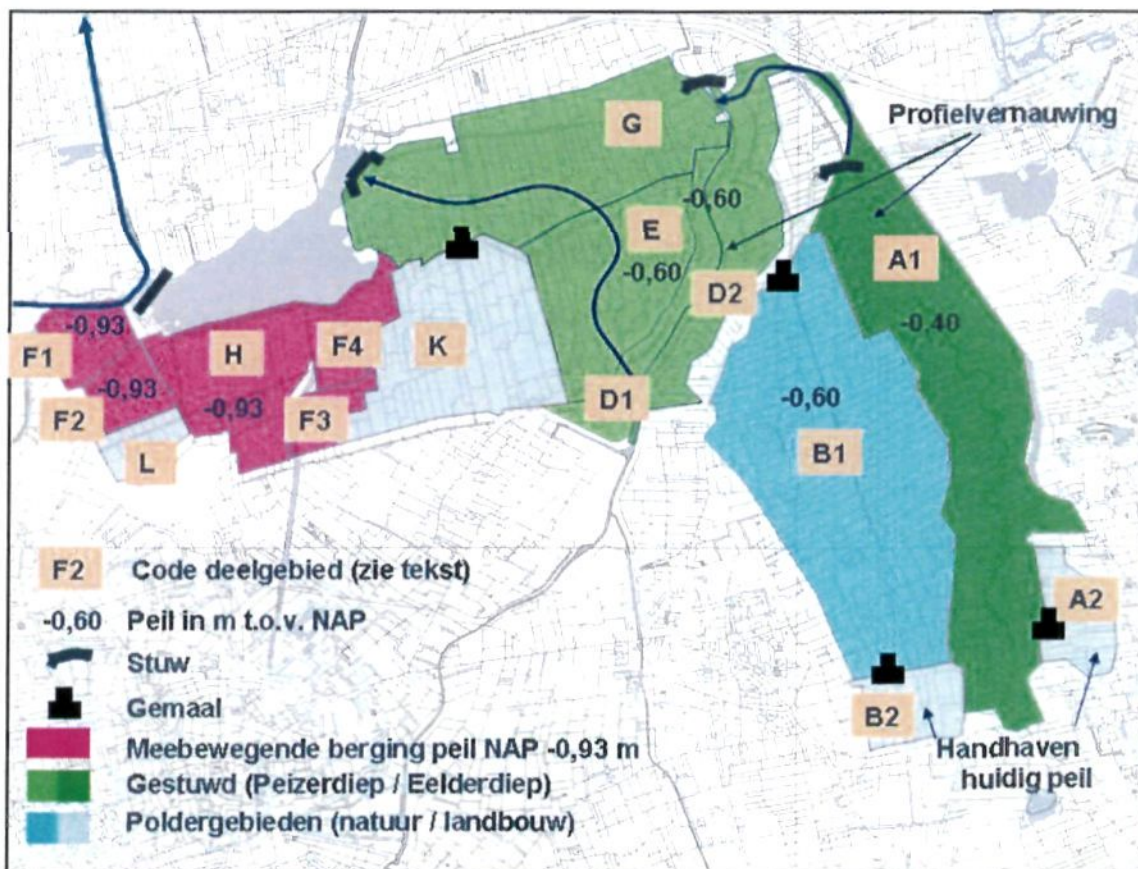 G
Profielvernauwing
-0,60
E
A1
-0,60
D2
-0,93
-0,40
F1
H
F4
K
-0,93
-0,60
F2
-0,93
F3
D1
B1
L
F2 Code deelgebied (zie tekst)
A2
-0,60 Peil in m t.o.v. NAP
Stuw
Gemaal
B2
Meebewegende berging peil NAP -0,93 m
Handhaven
huidig peil
Gestuwd (Peizerdiep / Eelderdiep)
Poldergebieden (natuur / landbouw)